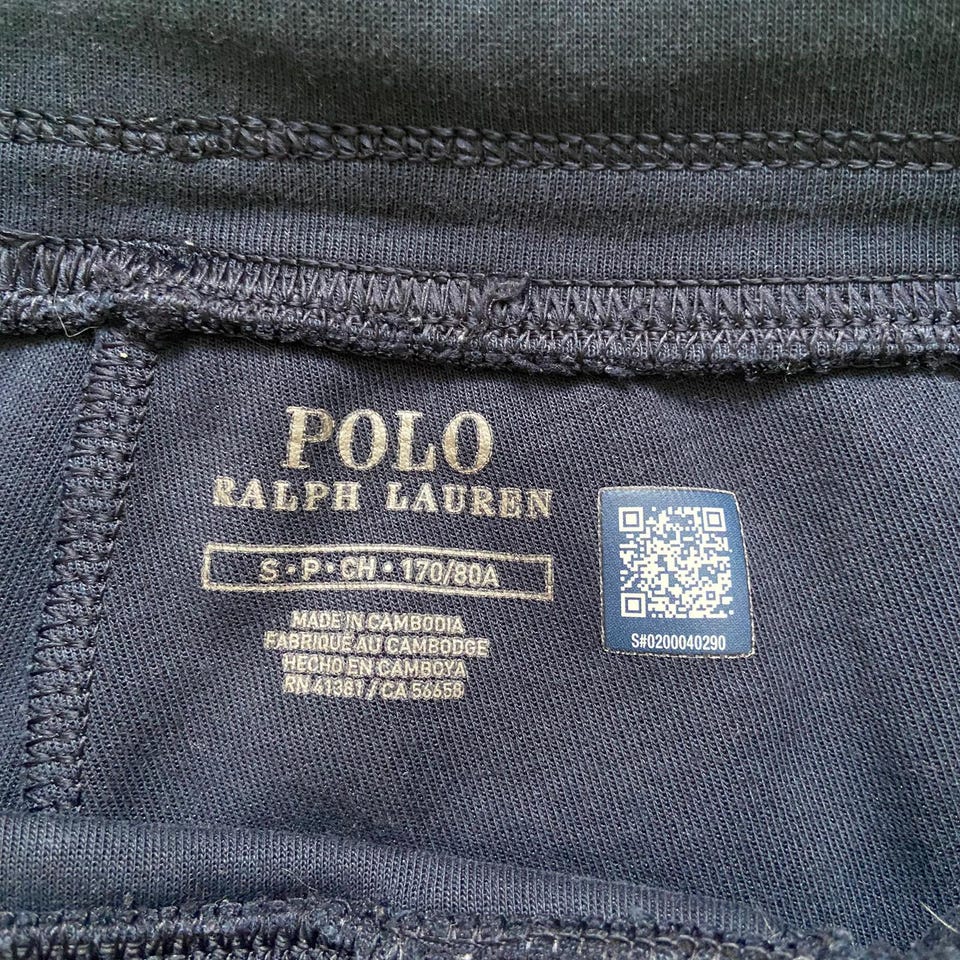 POLO
RALPH LAUREN
S•P•CH•170/80A
MADE IN CAMBODIA
FABRIQUÉ AU CAMBODGE
HECHO EN CAMBOYA
RN 41381 / CA 56658
S#0200040290